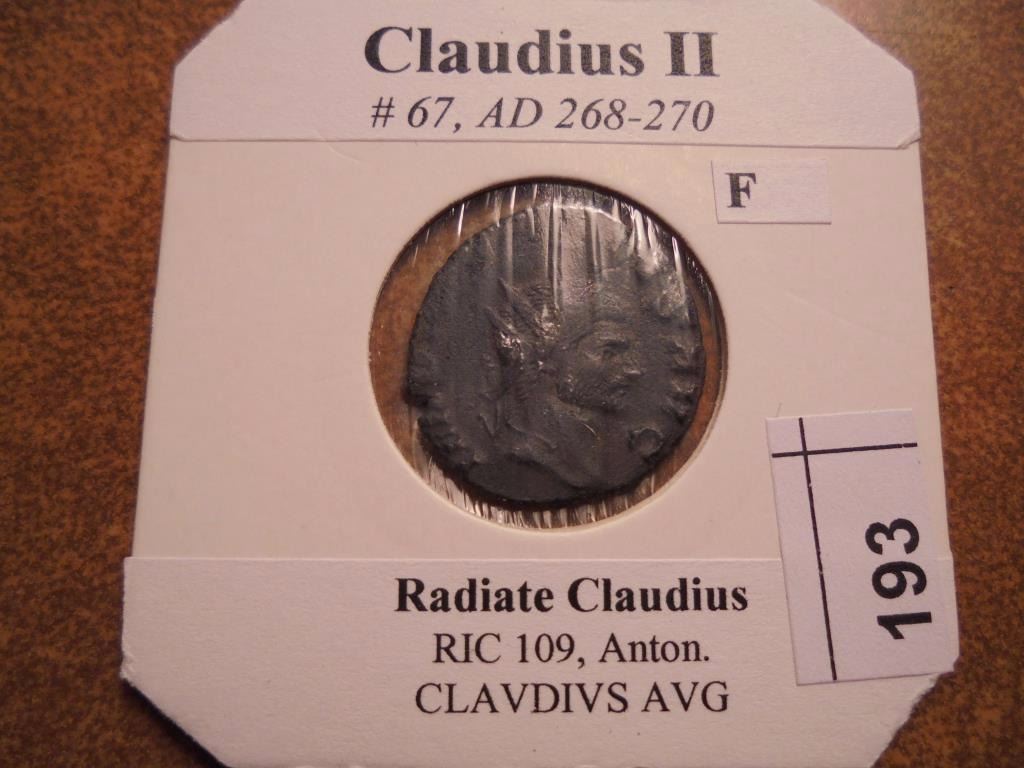 Claudius II
# 67, AD 268-270
F
193
Radiate Claudius
RIC 109, Anton.
CLAVDIVS AVG